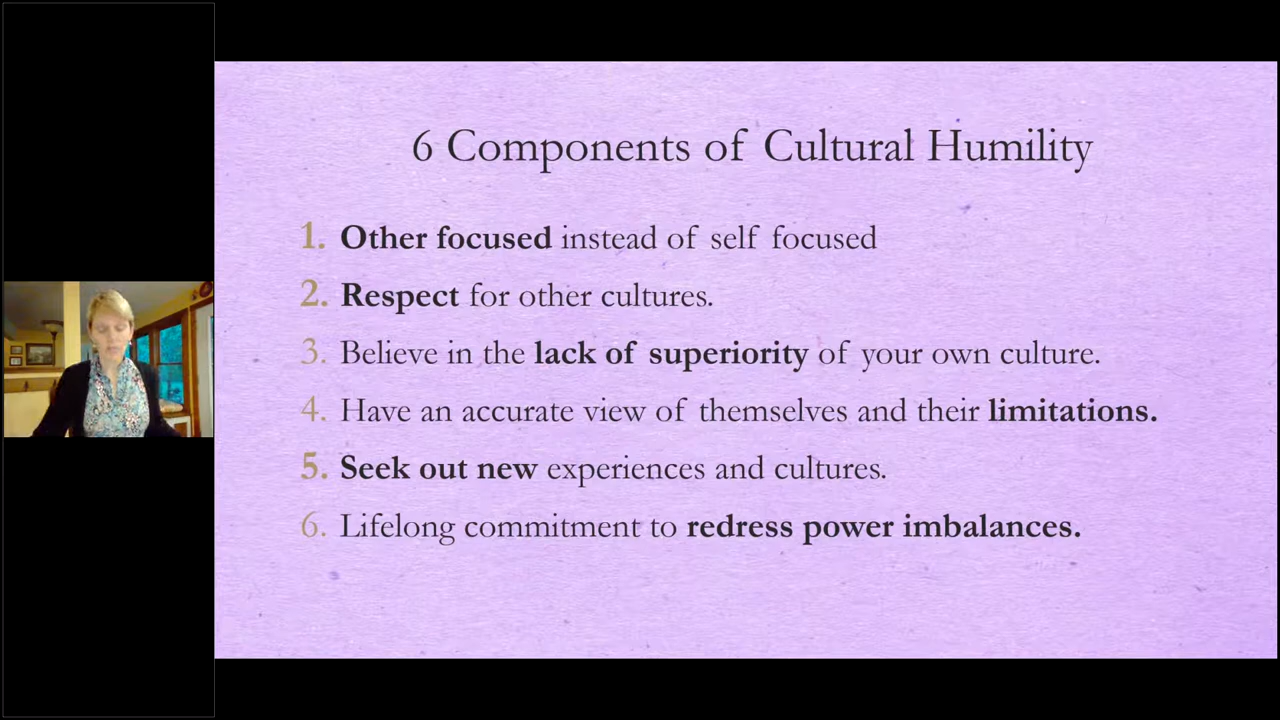 6 Components of Cultural Humility
1. Other focused instead of self focused
2. Respect for other cultures.
3. Believe in the lack of superiority of your own culture.
4. Have an accurate view of themselves and their limitations.
5. Seek out new experiences and cultures.
6. Lifelong commitment to redress power imbalances.